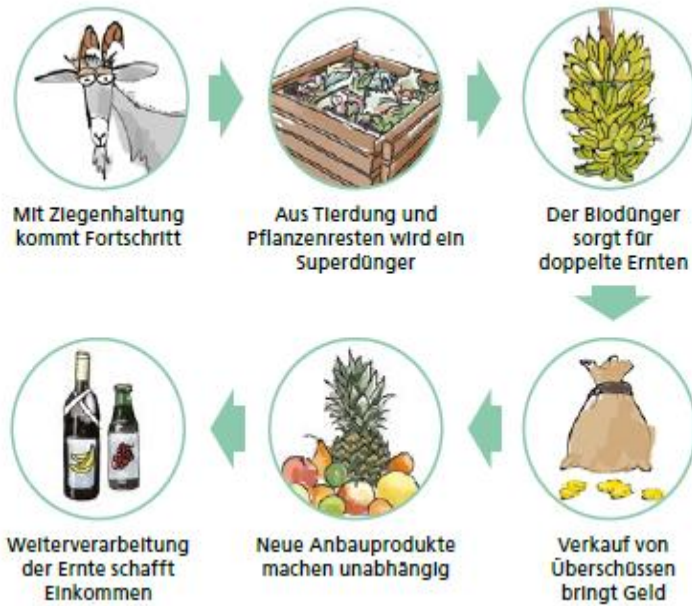 Mit Ziegenhaltung
kommt Fortschritt
Aus Tierdung und
Pflanzenresten wird ein
Superdünger
Der Biodünger
sorgt für
doppelte Ernten
Verkauf von
Überschüssen
bringt Geld
Neue Anbauprodukte
machen unabhängig
Weiterverarbeitung
der Ernte schafft
Einkommen